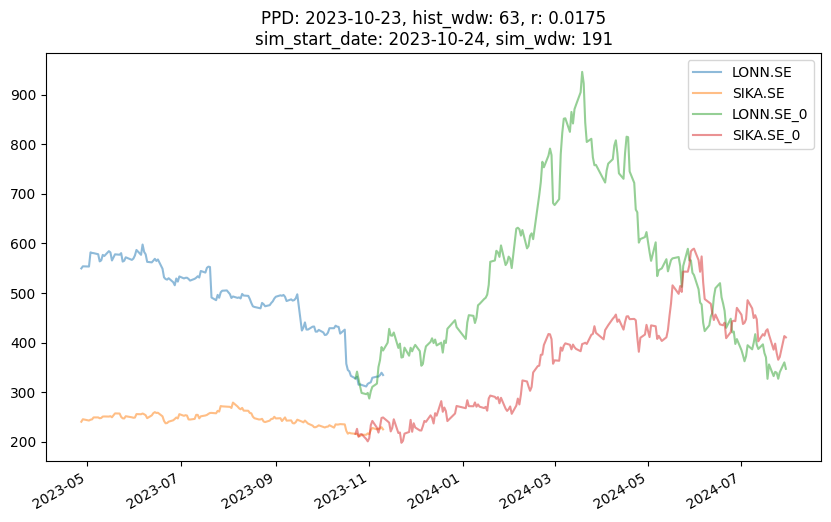 PPD: 2023-10-23, hist_wdw: 63, r: 0.0175
sim_start_date: 2023-10-24, sim_wdw: 191
LONN.SE
SIKA.SE
LONN.SE_0
SIKA.SE_0
900
800
700
600
500
400
300
200
2023-05
2023-07
2023-09
2023-11
2024-01
2024-03
2024-05
2024-07